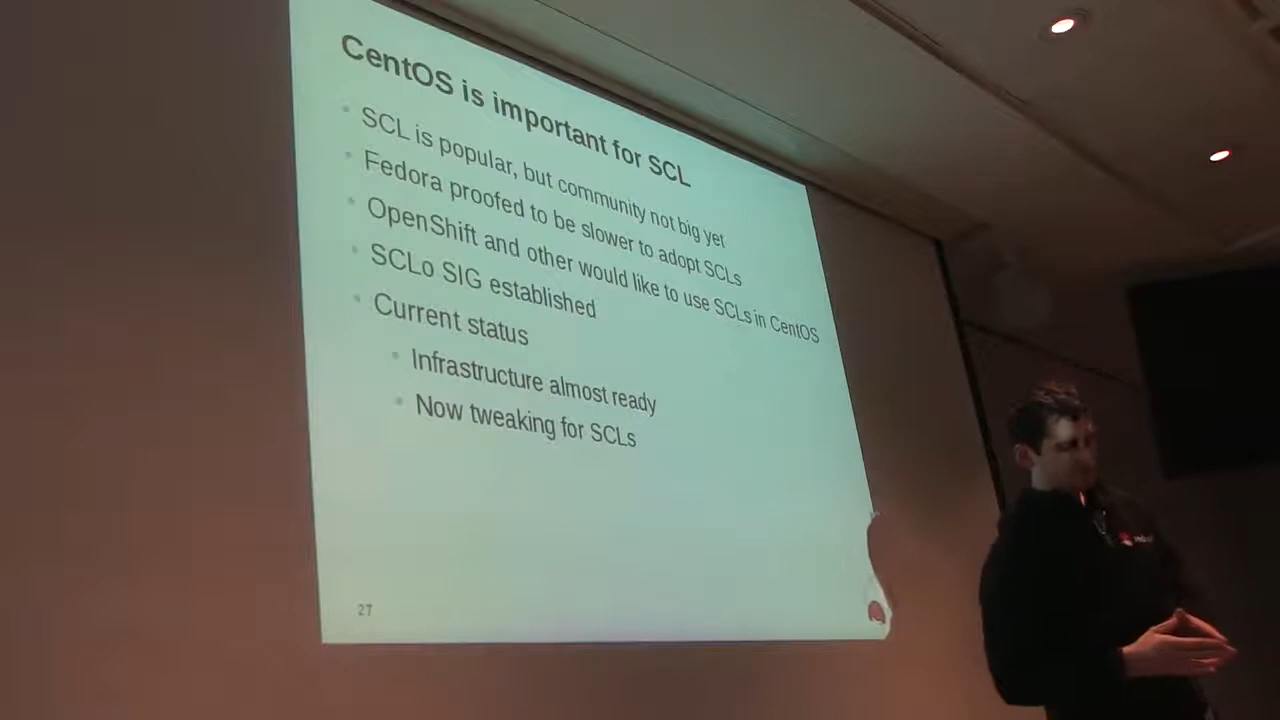 CentOS is important for SCL
SCL is popular, but community not big yet
Fedora proofed to be slower to adopt SCLs
OpenShift and other would like to use SCLs in CentOS
SCLo SIG established
Current status
Infrastructure almost ready
Now tweaking for SCLs
27